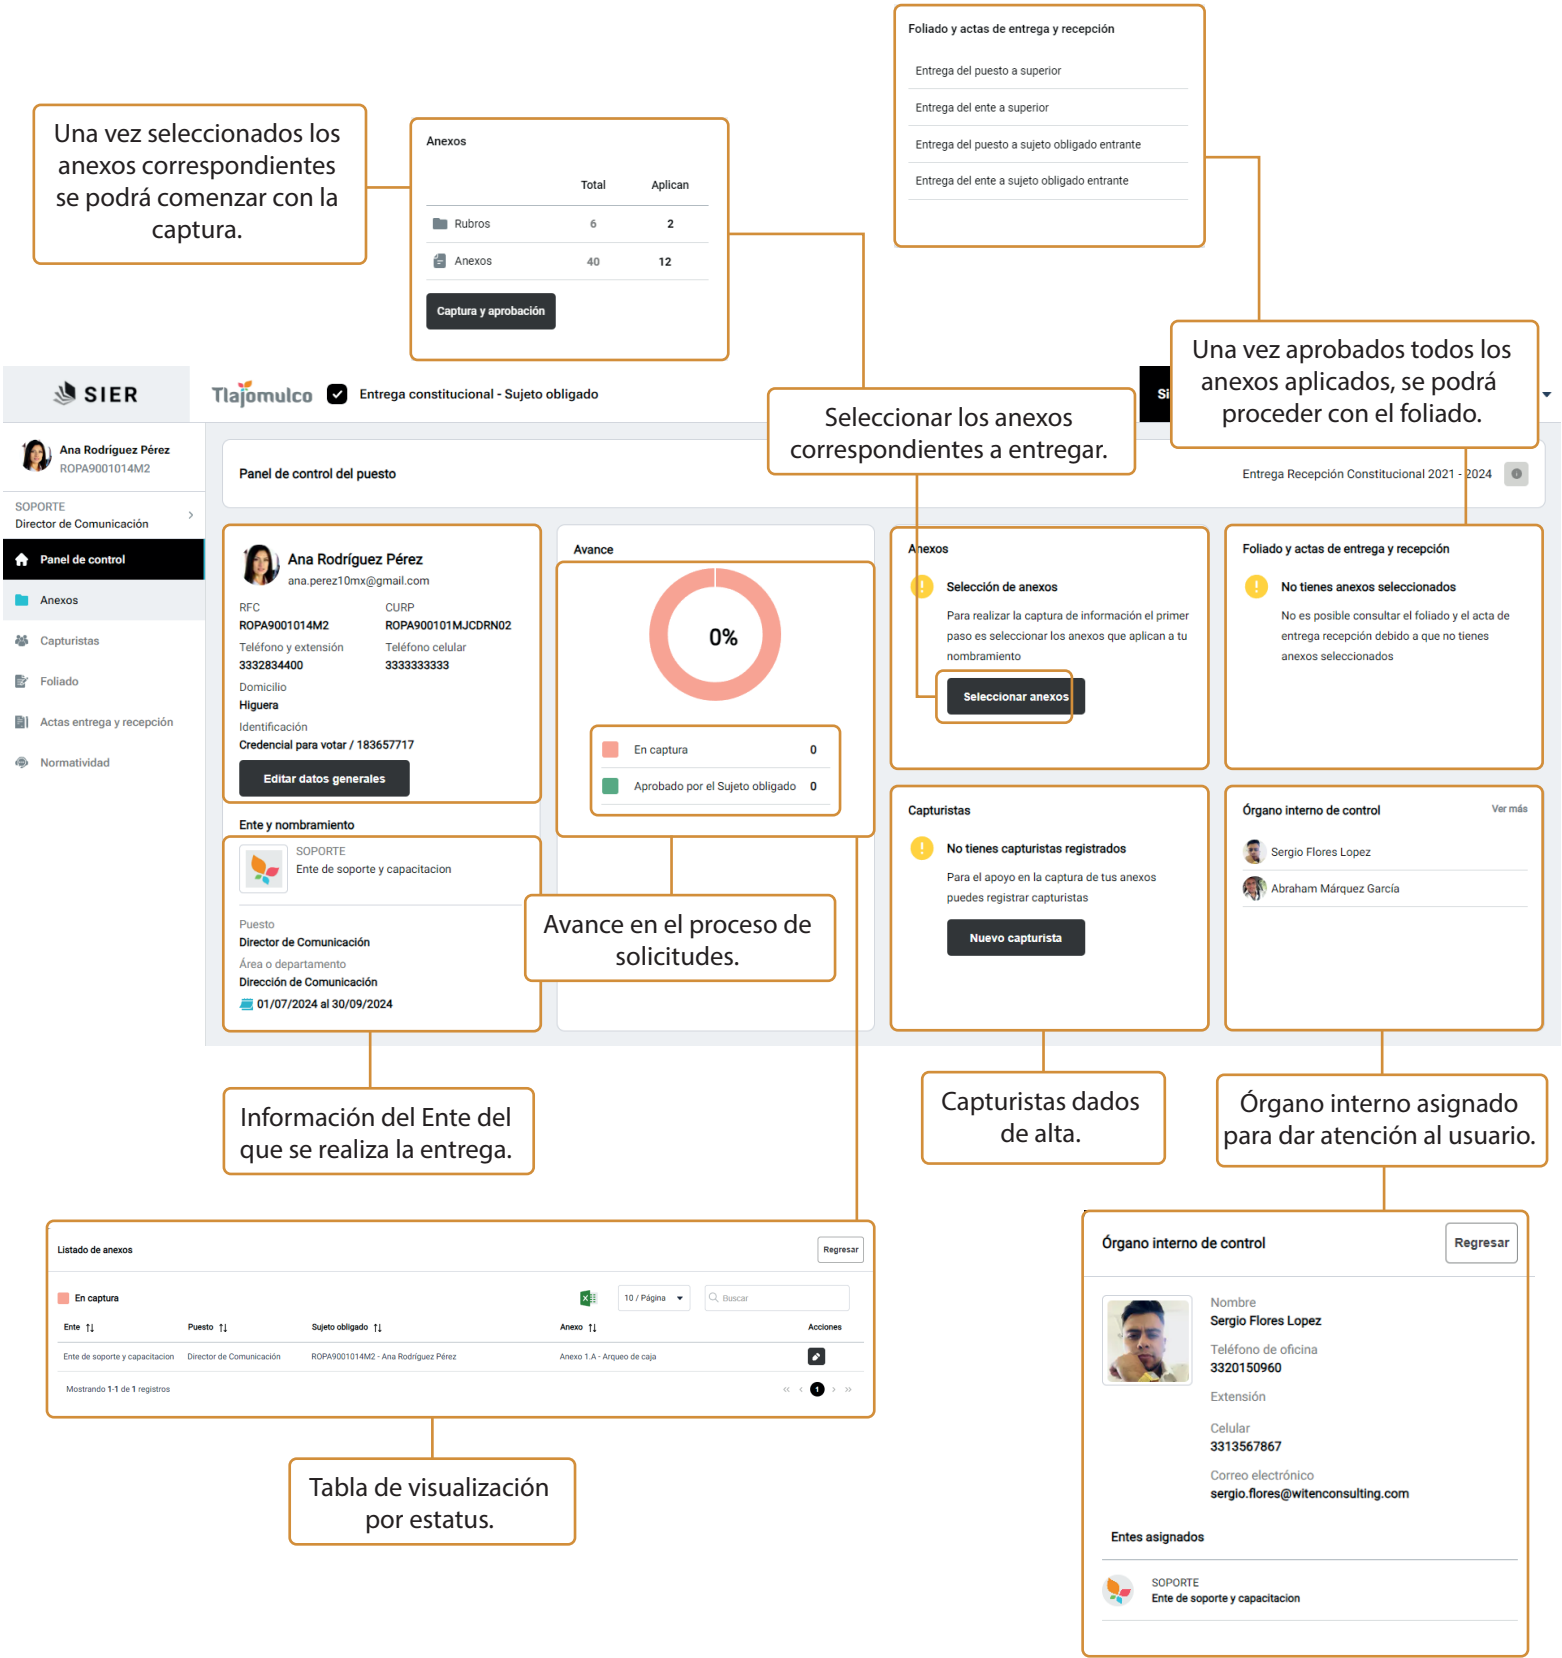 Foliado y actas de entrega y recepción
Entrega del puesto a superior
Entrega del ente a superior
Entrega del puesto a sujeto obligado entrante
Entrega del ente a sujeto obligado entrante
Una vez seleccionados los
anexos correspondientes
se podrá comenzar con la
captura.
Anexos
Total Aplican
Rubros 6 2
Anexos 40 12
Captura y aprobación
Una vez aprobados todos los
anexos aplicados, se podrá
proceder con el foliado.
Seleccionar los anexos
correspondientes a entregar.
SIER
Tlajomulco
Entrega constitucional - Sujeto obligado
Si
Ana Rodríguez Pérez
ROPA9001014M2
SOPORTE
Director de Comunicación
Panel de control
Anexos
Capturistas
Foliado
Actas entrega y recepción
Normatividad
Panel de control del puesto
Entrega Recepción Constitucional 2021 - 2024
Ana Rodríguez Pérez
ana.perez10mx@gmail.com
RFC CURP
ROPA9001014M2 ROPA900101MJCDRN02
Teléfono y extensión Teléfono celular
3332834400 3333333333
Domicilio
Higuera
Identificación
Credencial para votar / 183657717
Editar datos generales
Ente y nombramiento
SOPORTE
Ente de soporte y capacitacion
Puesto
Director de Comunicación
Área o departamento
Dirección de Comunicación
01/07/2024 al 30/09/2024
Avance
0%
En captura 0
Aprobado por el Sujeto obligado 0
Avance en el proceso de
solicitudes.
Anexos
Selección de anexos
Para realizar la captura de información el primer
paso es seleccionar los anexos que aplican a tu
nombramiento
Seleccionar anexos
Foliado y actas de entrega y recepción
No tienes anexos seleccionados
No es posible consultar el foliado y el acta de
entrega recepción debido a que no tienes
anexos seleccionados
Capturistas
No tienes capturistas registrados
Para el apoyo en la captura de tus anexos
puedes registrar capturistas
Nuevo capturista
Órgano interno de control Ver más
Sergio Flores Lopez
Abraham Márquez García
Información del Ente del
que se realiza la entrega.
Capturistas dados
de alta.
Órgano interno asignado
para dar atención al usuario.
Listado de anexos Regresar
En captura 10 / Página Buscar
Ente Puesto Sujeto obligado Anexo Acciones
Ente de soporte y capacitacion Director de Comunicación ROPA9001014M2 - Ana Rodríguez Pérez Anexo 1.A - Arqueo de caja
Mostrando 1-1 de 1 registros « ‹ 1 › »
Tabla de visualización
por estatus.
Órgano interno de control Regresar
Nombre
Sergio Flores Lopez
Teléfono de oficina
3320150960
Extensión
Celular
3313567867
Correo electrónico
sergio.flores@witenconsulting.com
Entes asignados
SOPORTE
Ente de soporte y capacitacion